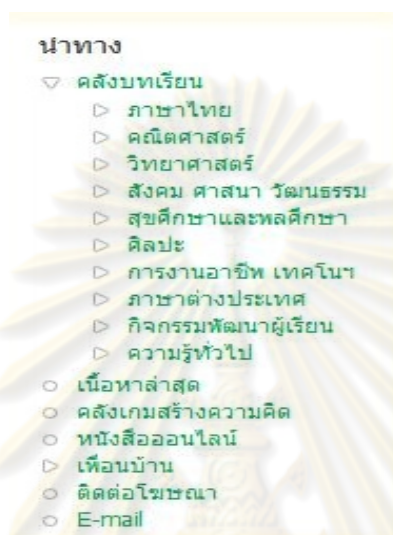 นำทาง
คลังบทเรียน
ภาษาไทย
คณิตศาสตร์
วิทยาศาสตร์
สังคม ศาสนา วัฒนธรรม
สุขศึกษาและพลศึกษา
ศิลปะ
การงานอาชีพ เทคโนฯ
ภาษาต่างประเทศ
กิจกรรมพัฒนาผู้เรียน
ความรู้ทั่วไป
เนื้อหาล่าสุด
คลังเกมสร้างความคิด
หนังสือออนไลน์
เพื่อนบ้าน
ติดต่อโฆษณา
E-mail